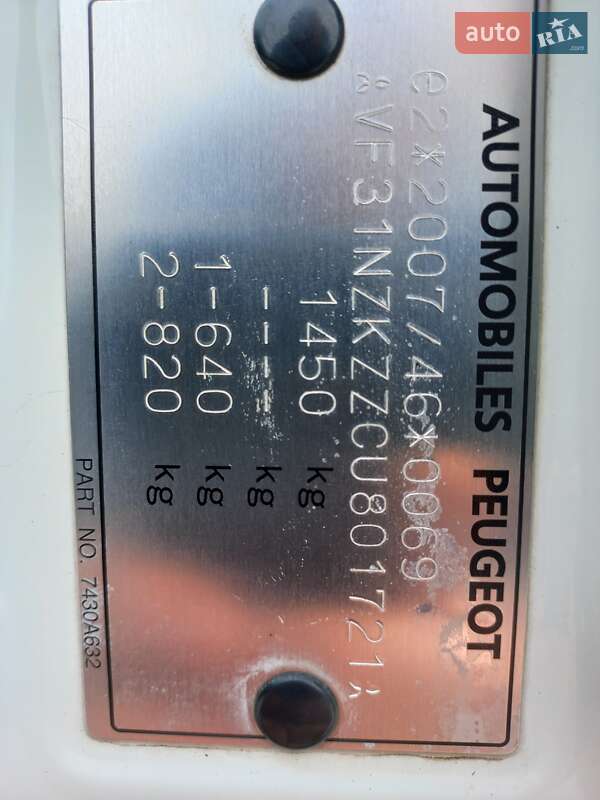 auto RIA .com
AUTOMOBILES PEUGEOT
e2*2007/46*0069
VF31NZKZZCU801721
1450 kg
---- kg
1-640 kg
2-820 kg
PART NO. 7430A632